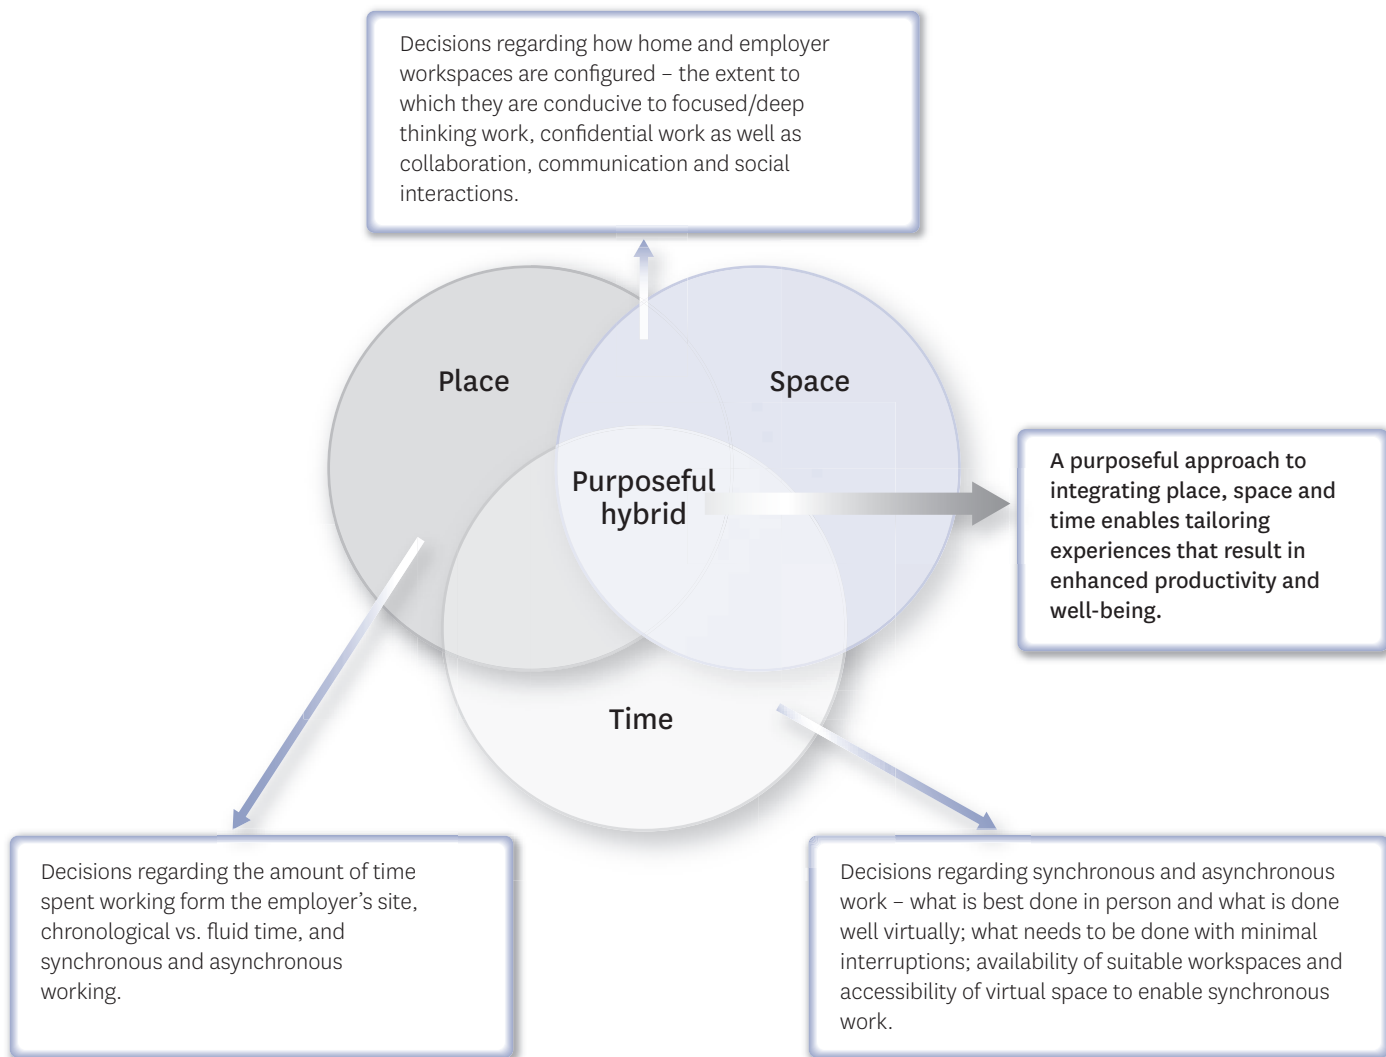 Decisions regarding how home and employer
workspaces are configured – the extent to
which they are conducive to focused/deep
thinking work, confidential work as well as
collaboration, communication and social
interactions.
Place
Space
Purposeful
hybrid
A purposeful approach to
integrating place, space and
time enables tailoring
experiences that result in
enhanced productivity and
well-being.
Time
Decisions regarding the amount of time
spent working form the employer’s site,
chronological vs. fluid time, and
synchronous and asynchronous
working.
Decisions regarding synchronous and asynchronous
work – what is best done in person and what is done
well virtually; what needs to be done with minimal
interruptions; availability of suitable workspaces and
accessibility of virtual space to enable synchronous
work.